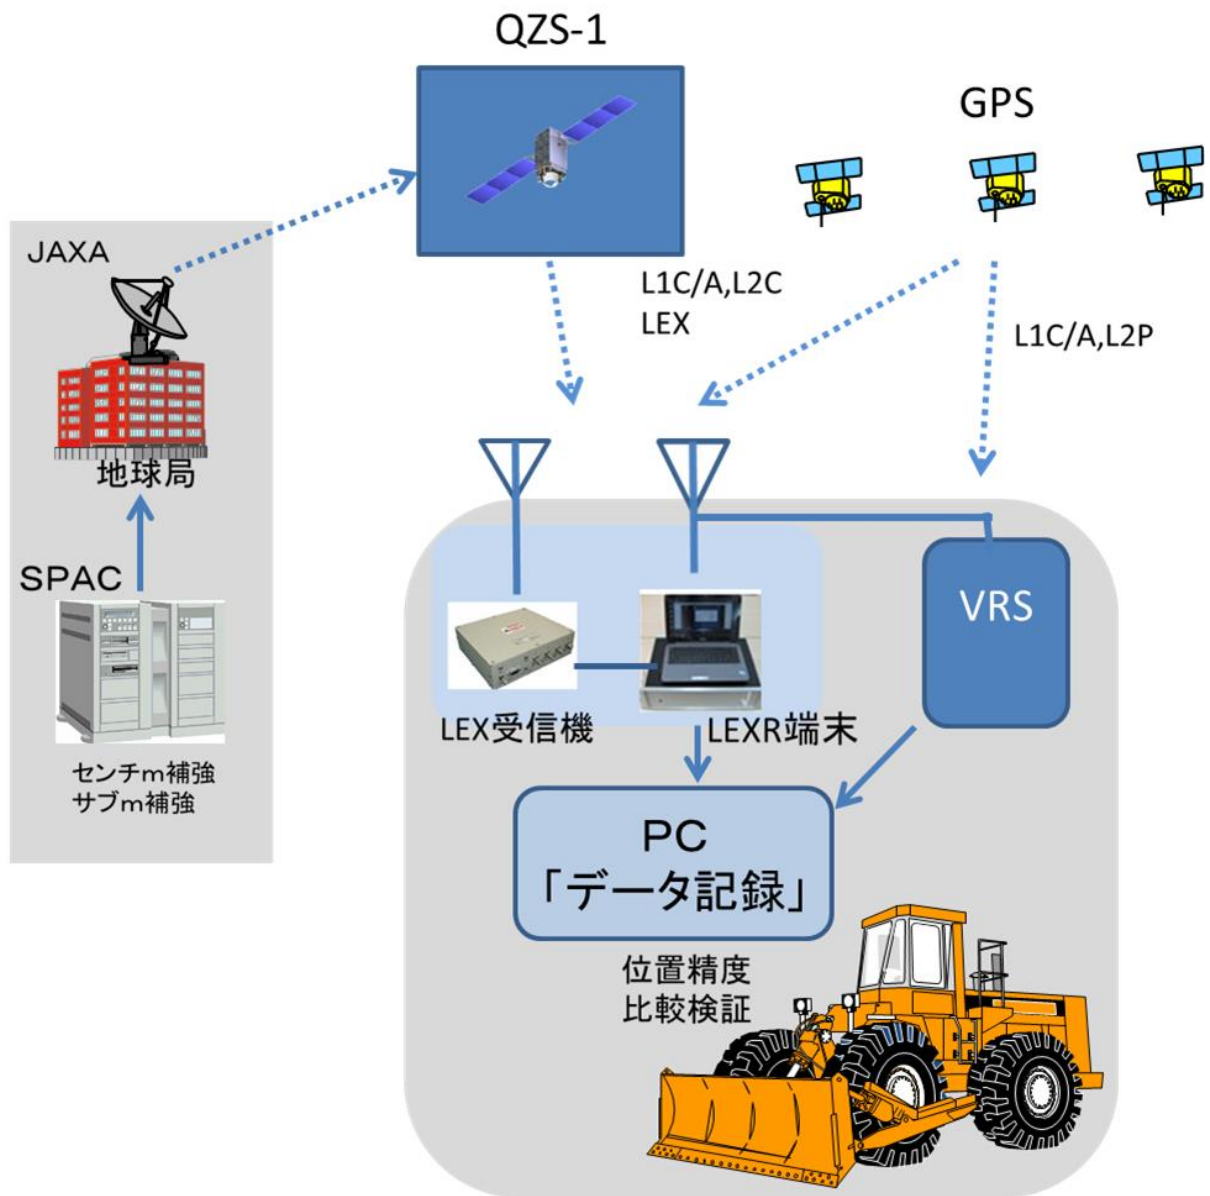 QZS-1
GPS
JAXA
L1C/A,L2C
LEX
L1C/A,L2P
地球局
SPAC
VRS
LEX受信機
LEXR端末
センチｍ補強
サブｍ補強
PC
「データ記録」
位置精度
比較検証